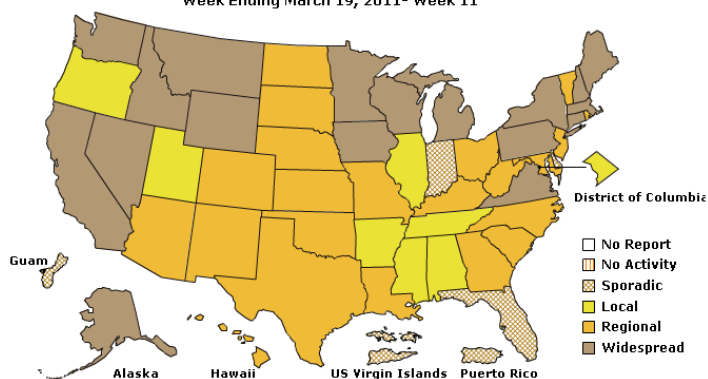 Week Ending March 19, 2011- Week 11
District of Columbia
No Report
No Activity
Sporadic
Local
Regional
Widespread
Guam
Alaska
Hawaii
US Virgin Islands
Puerto Rico